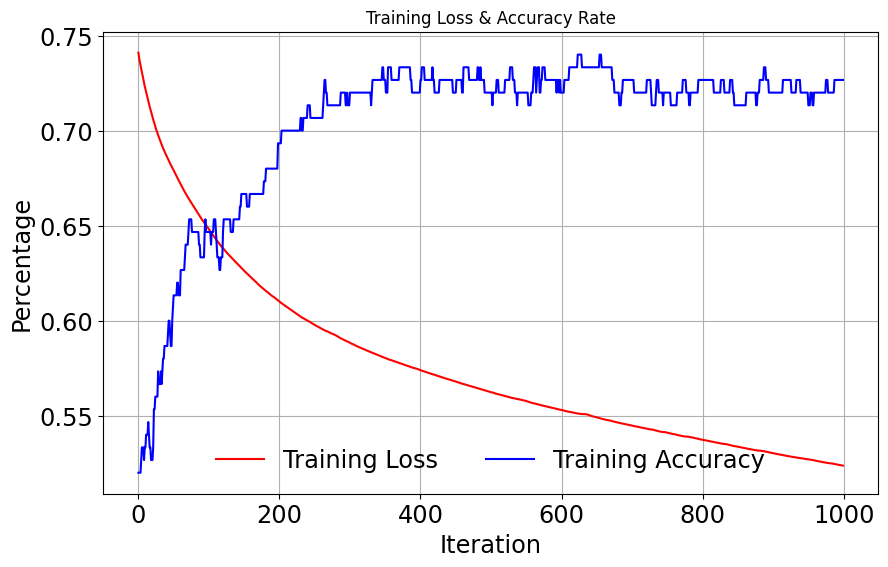 Training Loss & Accuracy Rate
Percentage
0.75
0.70
0.65
0.60
0.55
Training Loss
Training Accuracy
0 200 400 600 800 1000
Iteration